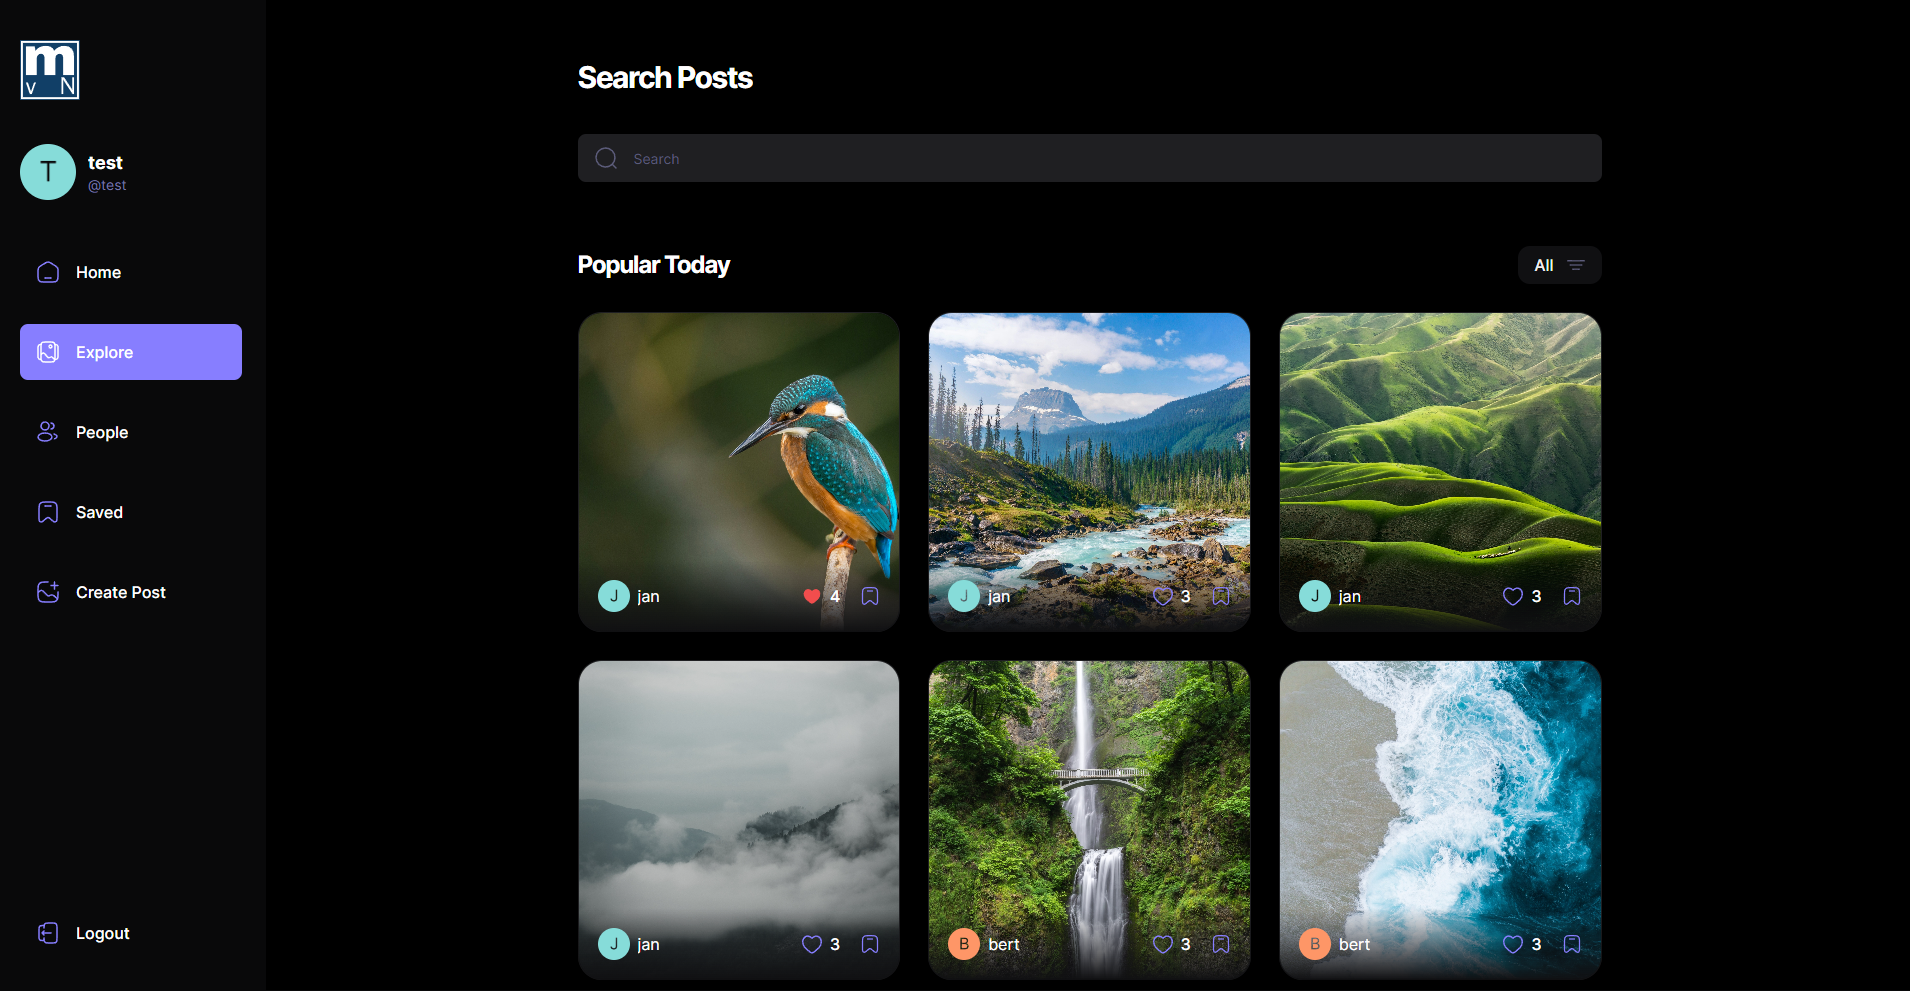 m
v N
T
test
@test
Home
Explore
People
Saved
Create Post
Logout
Search Posts
Search
Popular Today
All
J jan 4
J jan 3
J jan 3
J jan 3
B bert 3
B bert 3